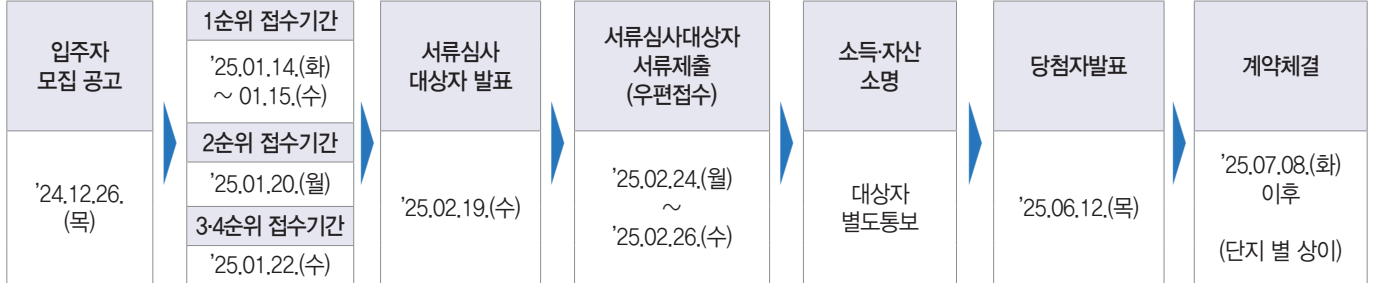 입주자
모집 공고
’24.12.26.
(목)
1순위 접수기간
’25.01.14.(화)
~ 01.15.(수)
2순위 접수기간
’25.01.20.(월)
3·4순위 접수기간
’25.01.22.(수)
서류심사
대상자 발표
’25.02.19.(수)
서류심사대상자
서류제출
(우편접수)
’25.02.24.(월)
~
’25.02.26.(수)
소득·자산
소명
대상자
별도통보
당첨자발표
’25.06.12.(목)
계약체결
’25.07.08.(화)
이후
(단지 별 상이)